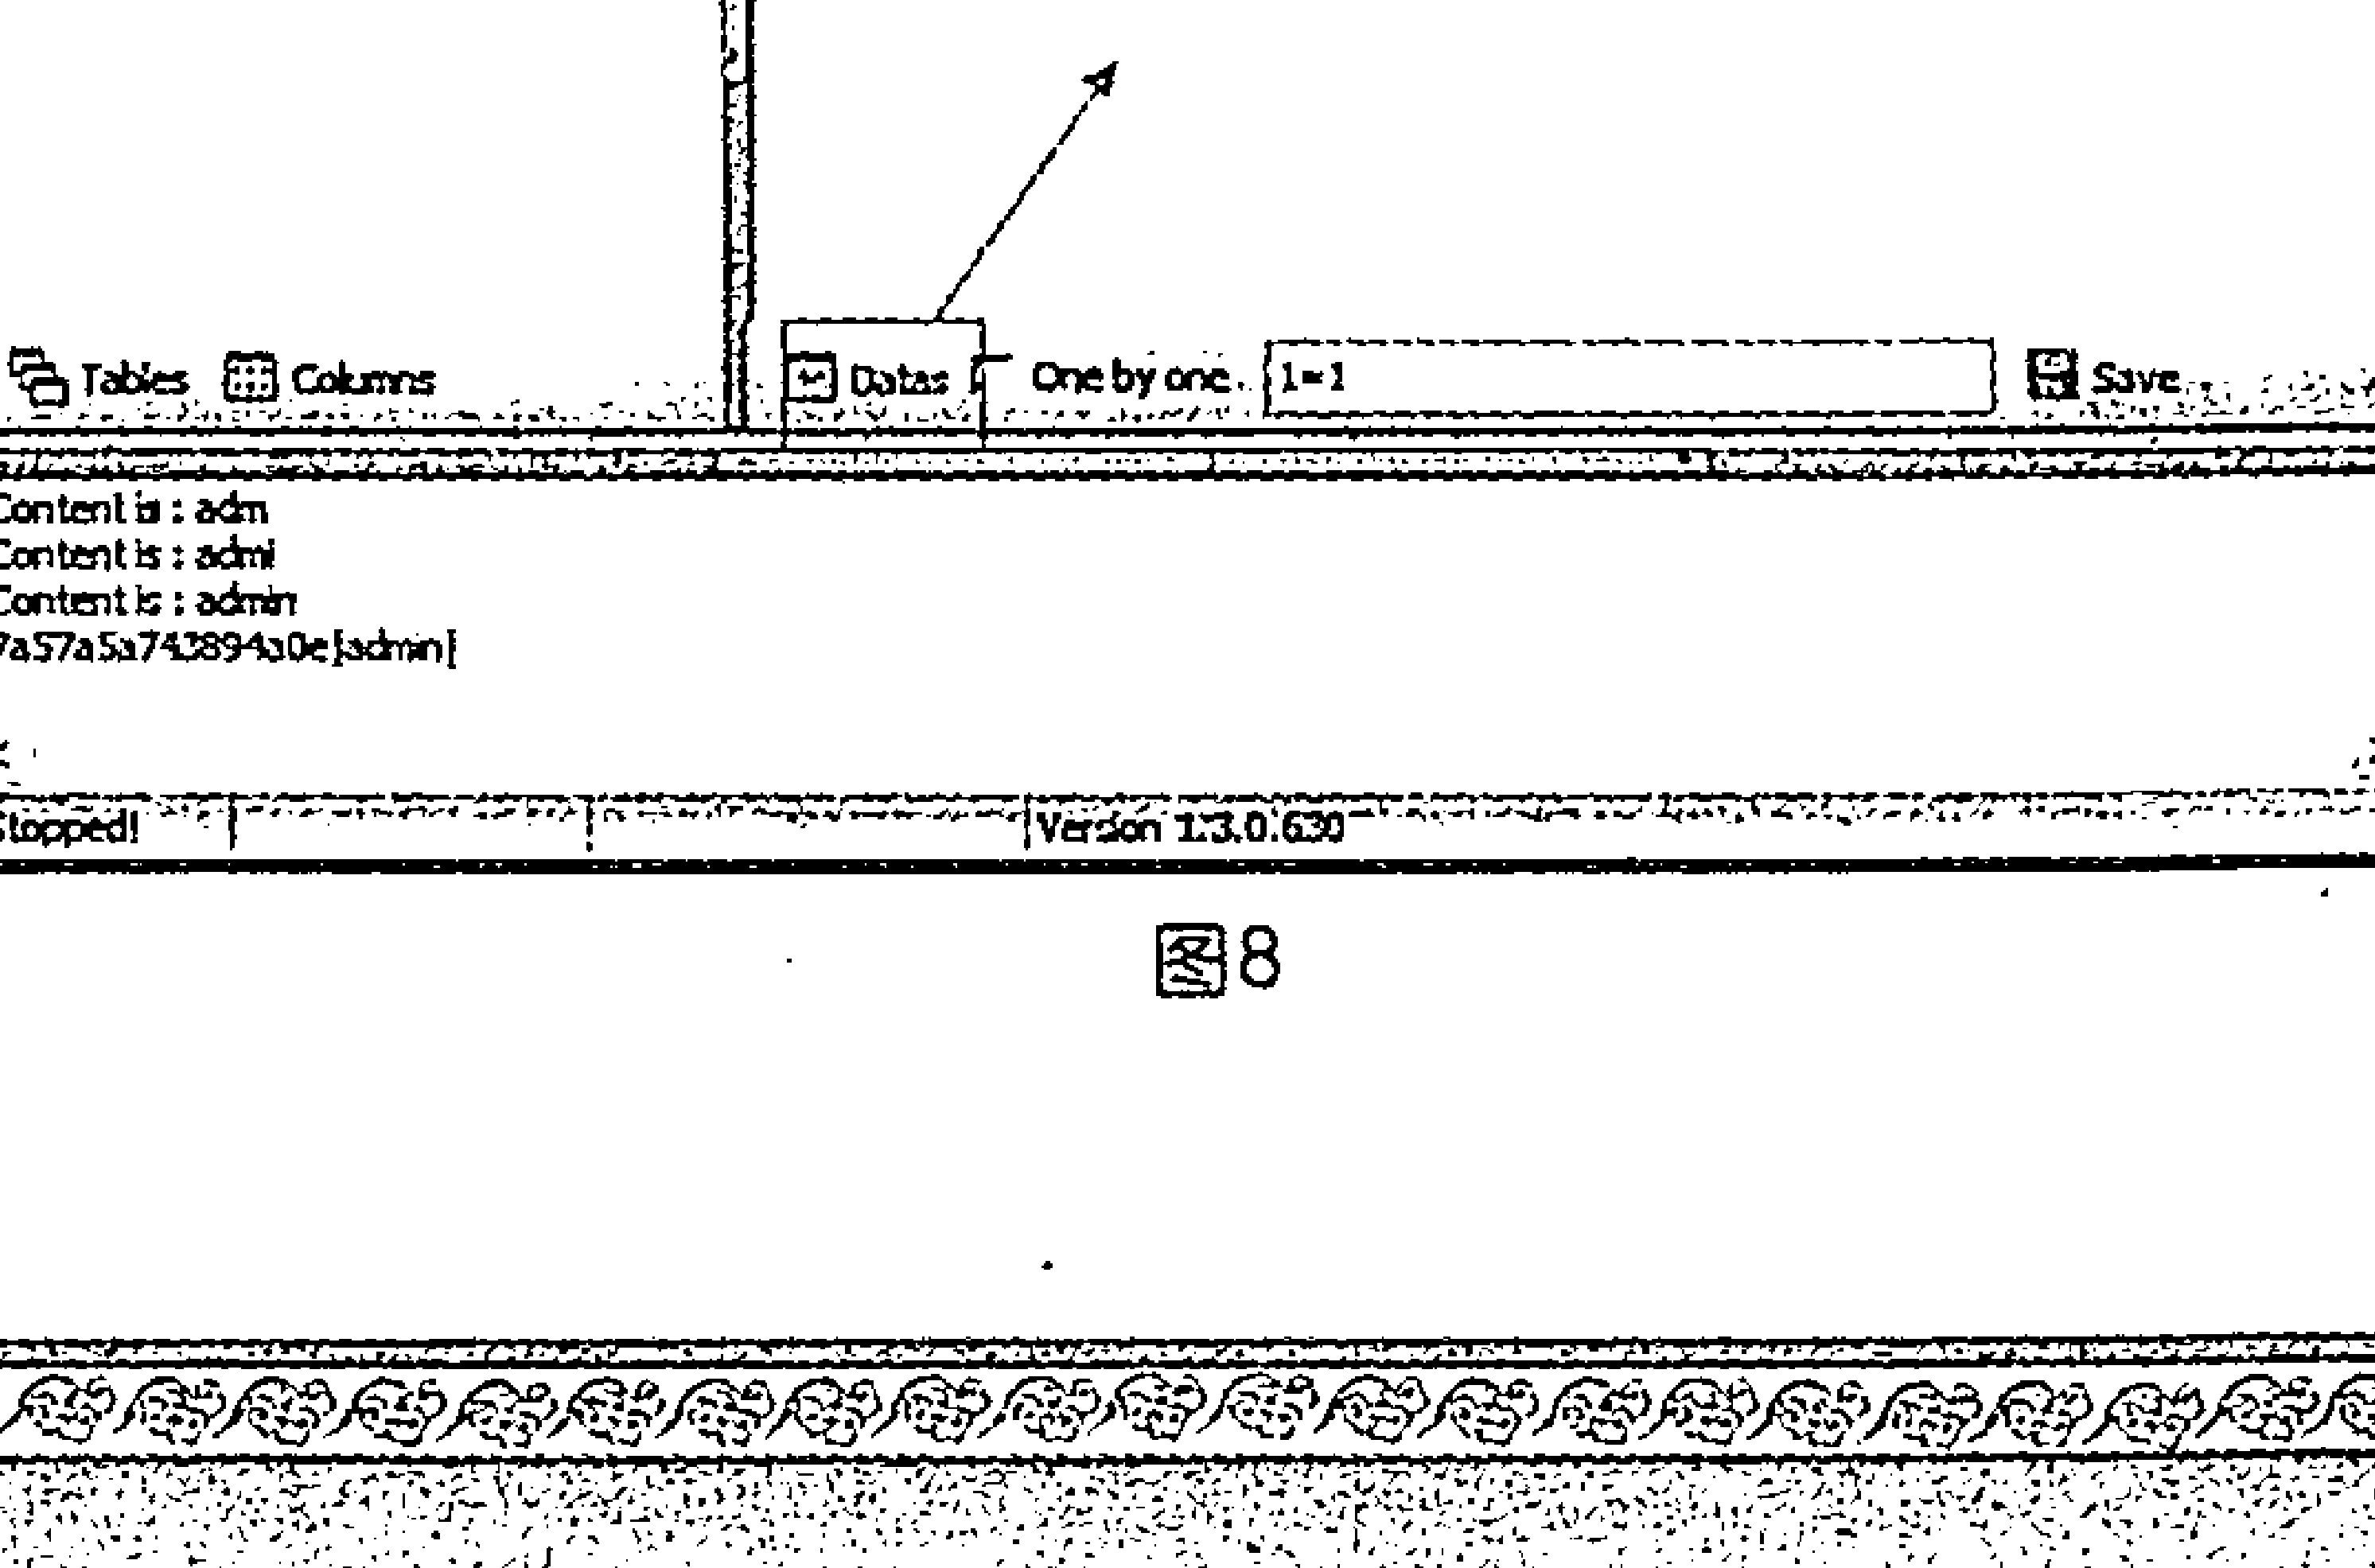 Tables Columns Datas One by one. 1=1 Save
Content is : adm
Content is : admi
Content is : admin
7a57a5a743894a0e|admin|
Stopped! Version 1.3.0.630
图8